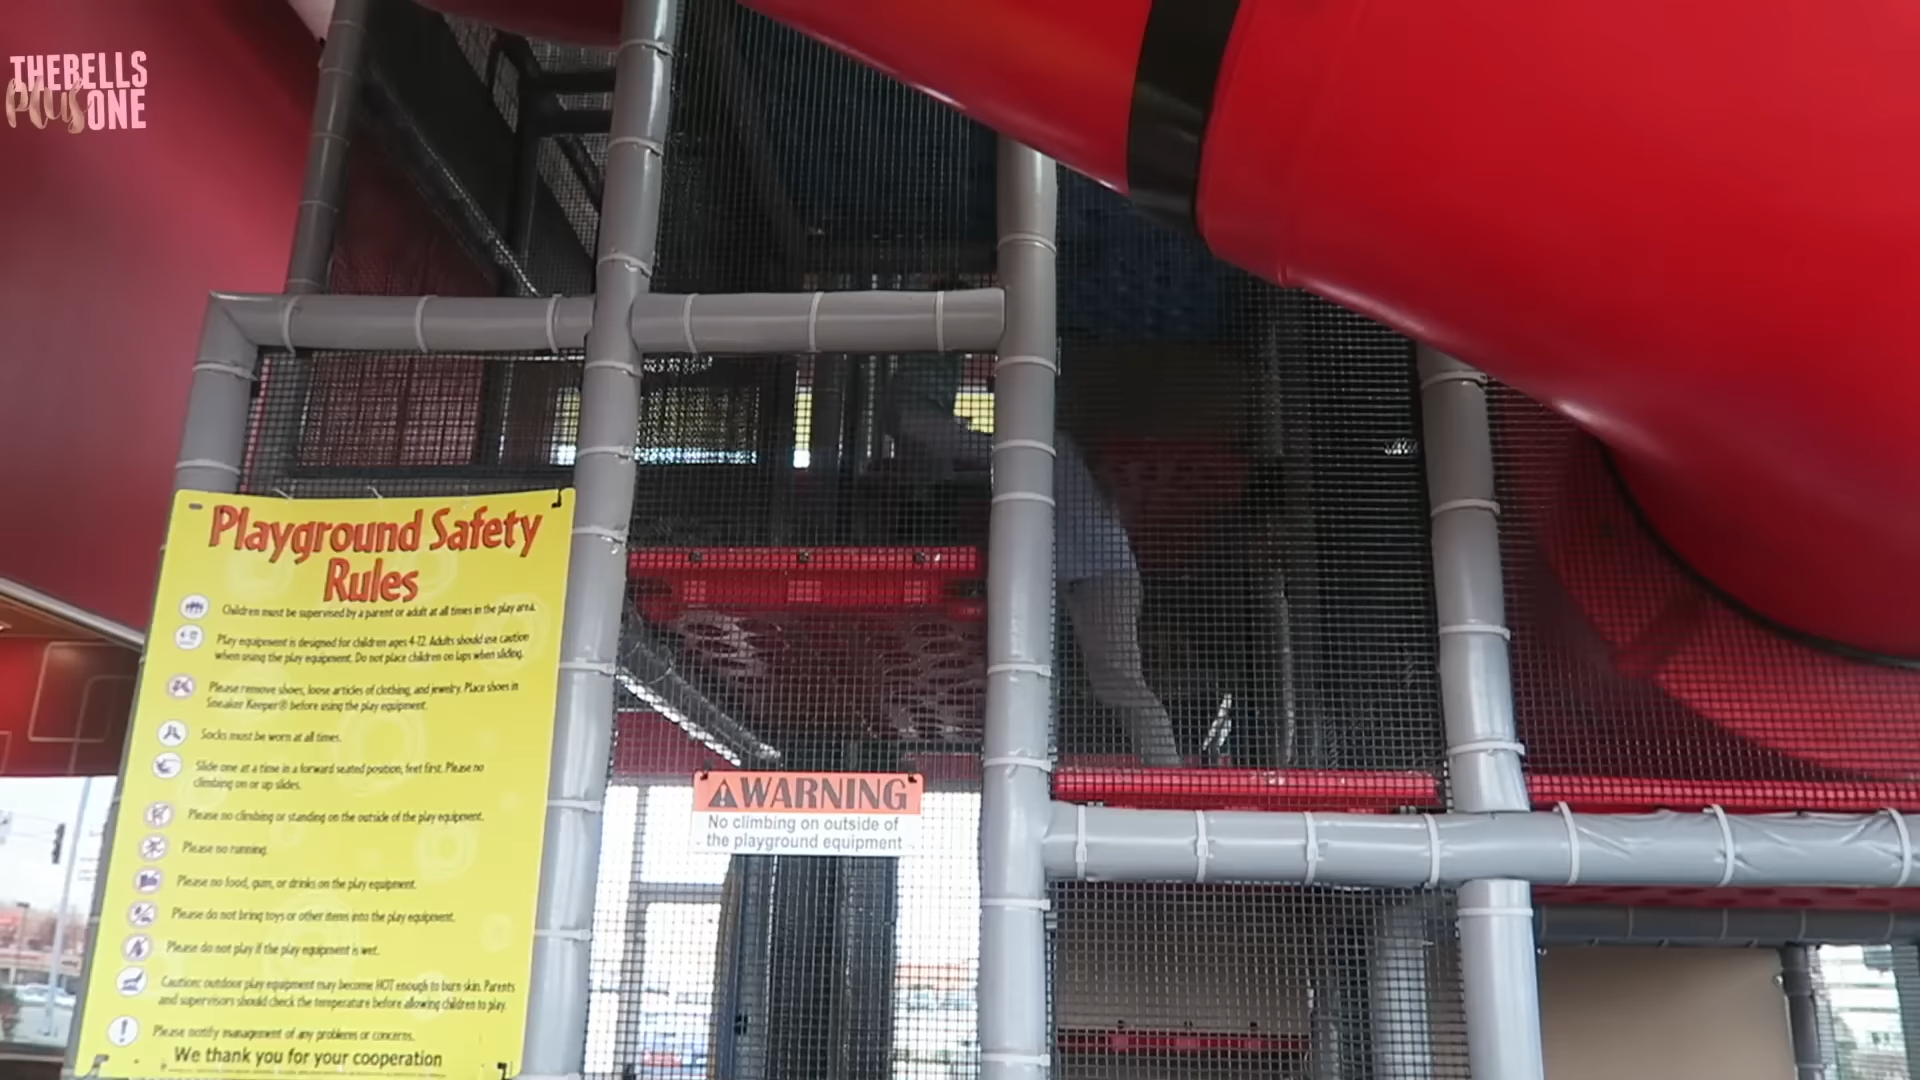 THEBELLS
plus ONE
Playground Safety
Rules
Children must be supervised by a parent or adult at all times in the play area.
4-12
Play equipment is designed for children ages 4-12. Adults should use caution
when using the play equipment. Do not place children on laps when sliding.
Please remove shoes, loose articles of clothing, and jewelry. Place shoes in
Sneaker Keeper® before using the play equipment.
Socks must be worn at all times.
Slide one at a time in a forward seated position, feet first. Please no
climbing on or up slides.
Please no climbing or standing on the outside of the play equipment.
Please no running.
Please no food, gum, or drinks on the play equipment.
Please do not bring toys or other items into the play equipment.
Please do not play if the play equipment is wet.
Caution: outdoor play equipment may become HOT enough to burn skin. Parents
and supervisors should check the temperature before allowing children to play.
Please notify management of any problems or concerns.
We thank you for your cooperation
WARNING
No climbing on outside of
the playground equipment